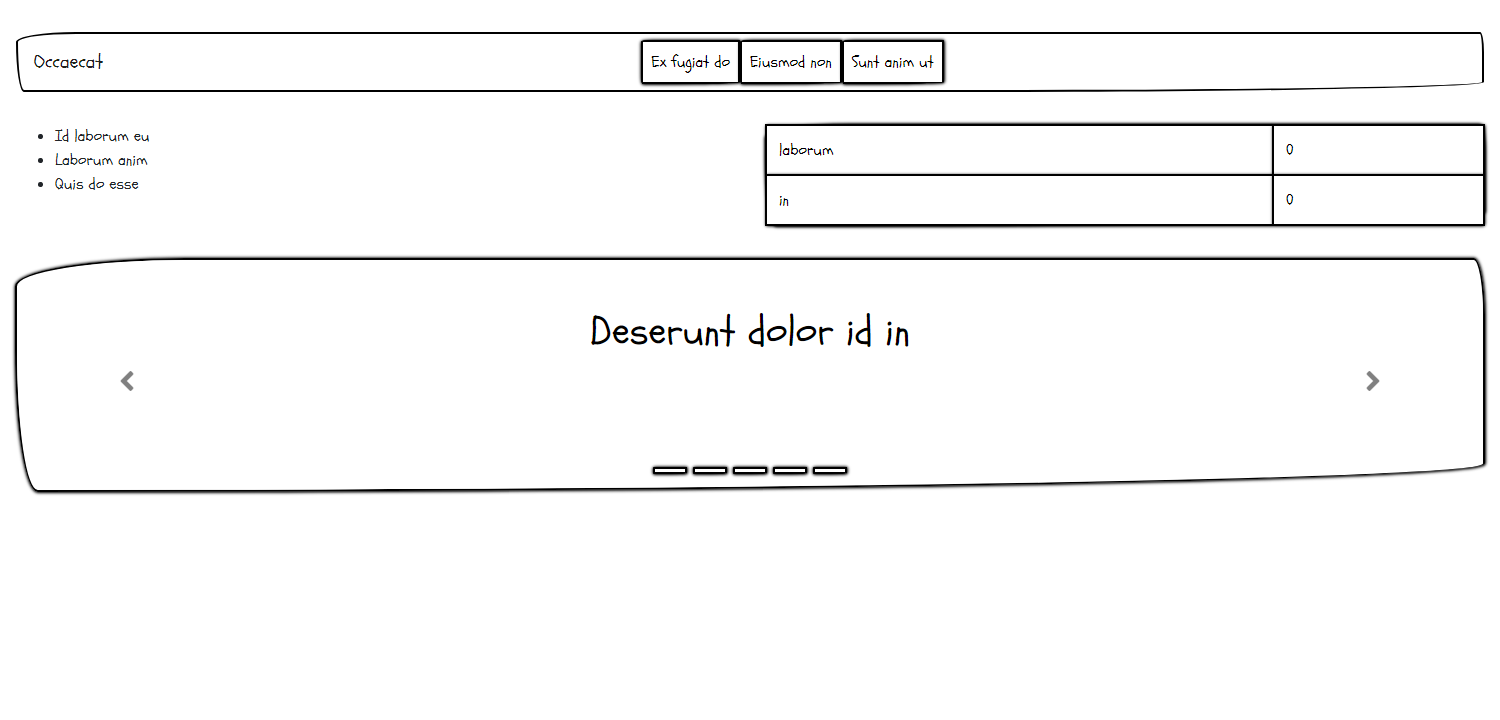 Occaecat
Ex fugiat do
Eiusmod non
Sunt anim ut
Id laborum eu
Laborum anim
Quis do esse
laborum 0
in 0
Deserunt dolor id in